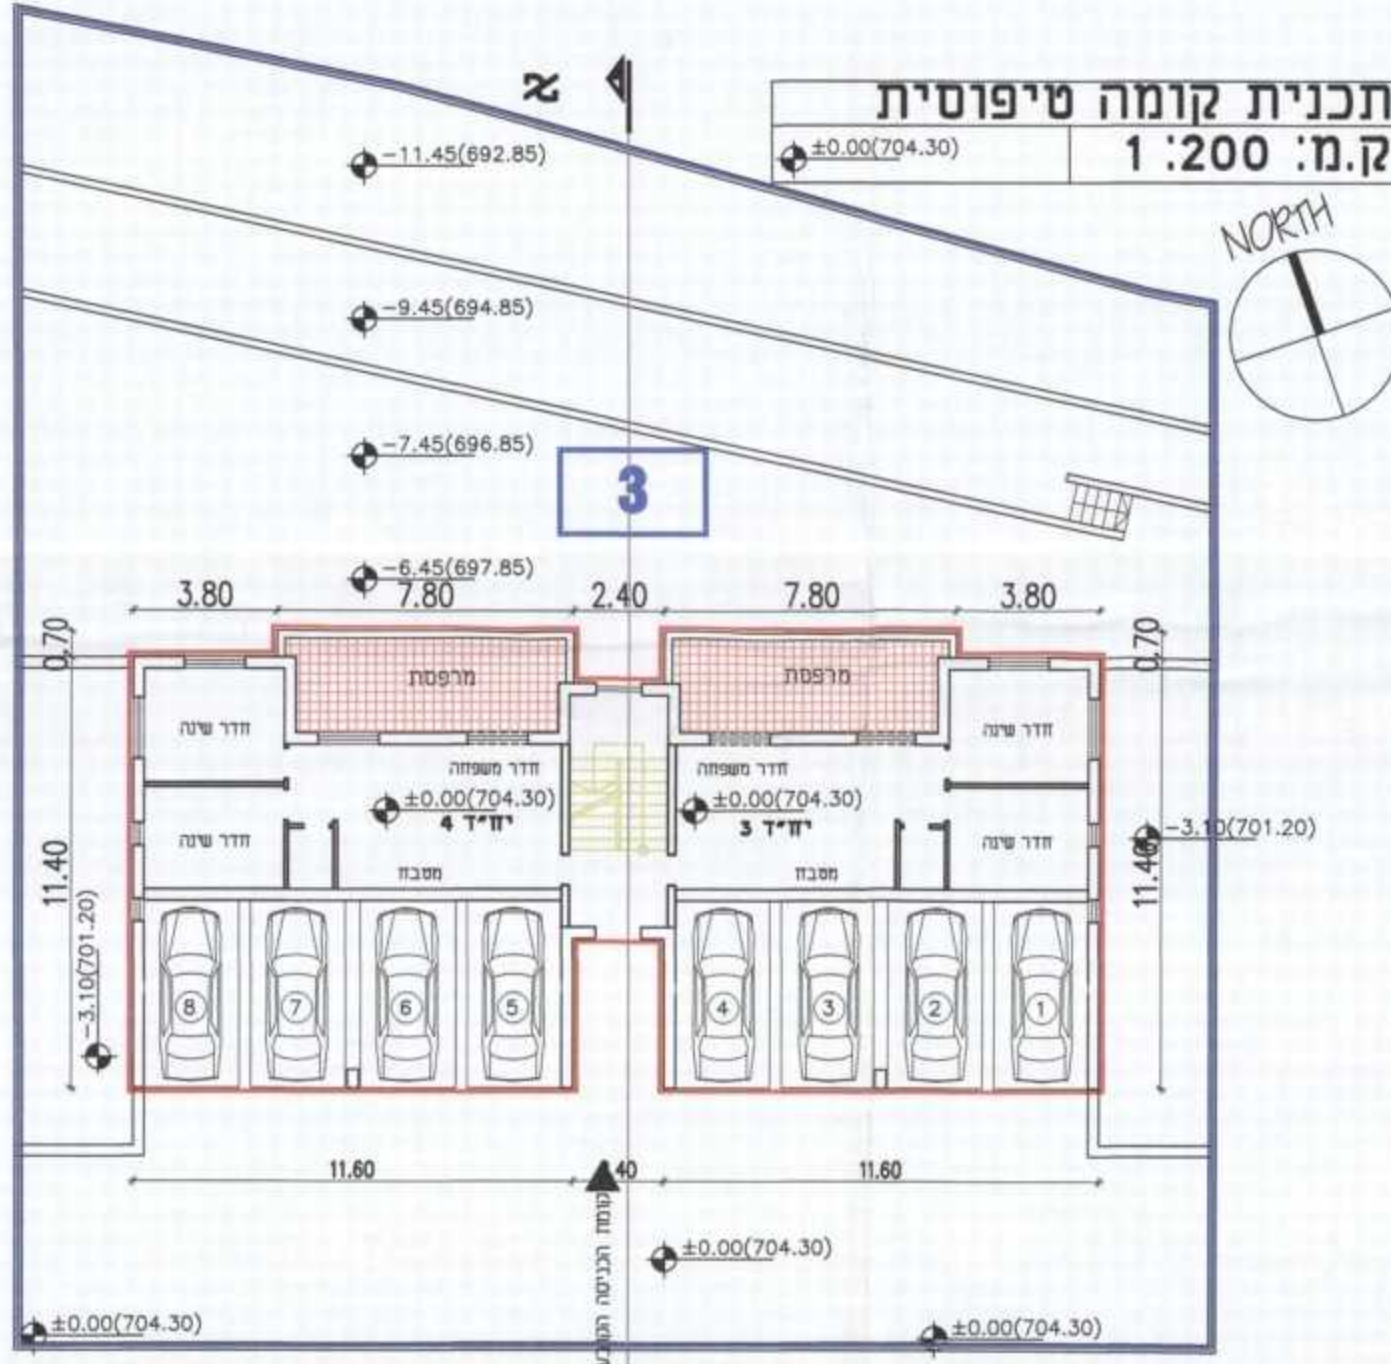 א
תכנית קומה טיפוסית
ק.מ: 200: 1
±0.00(704.30)
NORTH
-11.45(692.85)
-9.45(694.85)
-7.45(696.85)
3
-6.45(697.85)
3.80 7.80 2.40 7.80 3.80
0.70
0.70
מרפסת
מרפסת
חדר שינה
חדר שינה
חדר משפחה
חדר משפחה
±0.00(704.30)
±0.00(704.30)
יח״ד 4
יח״ד 3
-3.10(701.20)
חדר שינה
חדר שינה
מטבח
מטבח
11.40
11.40
-3.10(701.20)
8 7 6 5 4 3 2 1
11.60 40 11.60
הכניסה
±0.00(704.30)
±0.00(704.30)
±0.00(704.30)